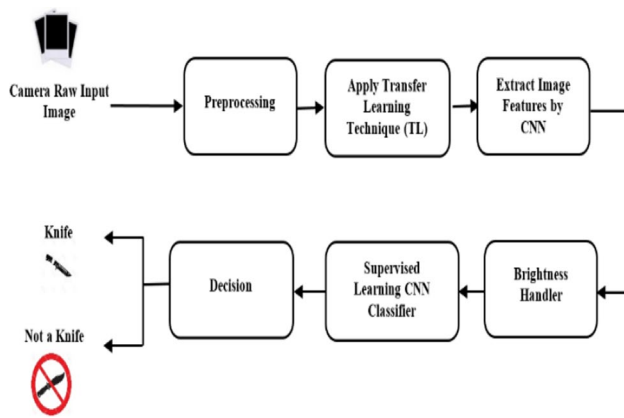 Camera Raw Input
Image
Preprocessing
Apply Transfer
Learning
Technique (TL)
Extract Image
Features by
CNN
Brightness
Handler
Supervised
Learning CNN
Classifier
Decision
Knife
Not a Knife